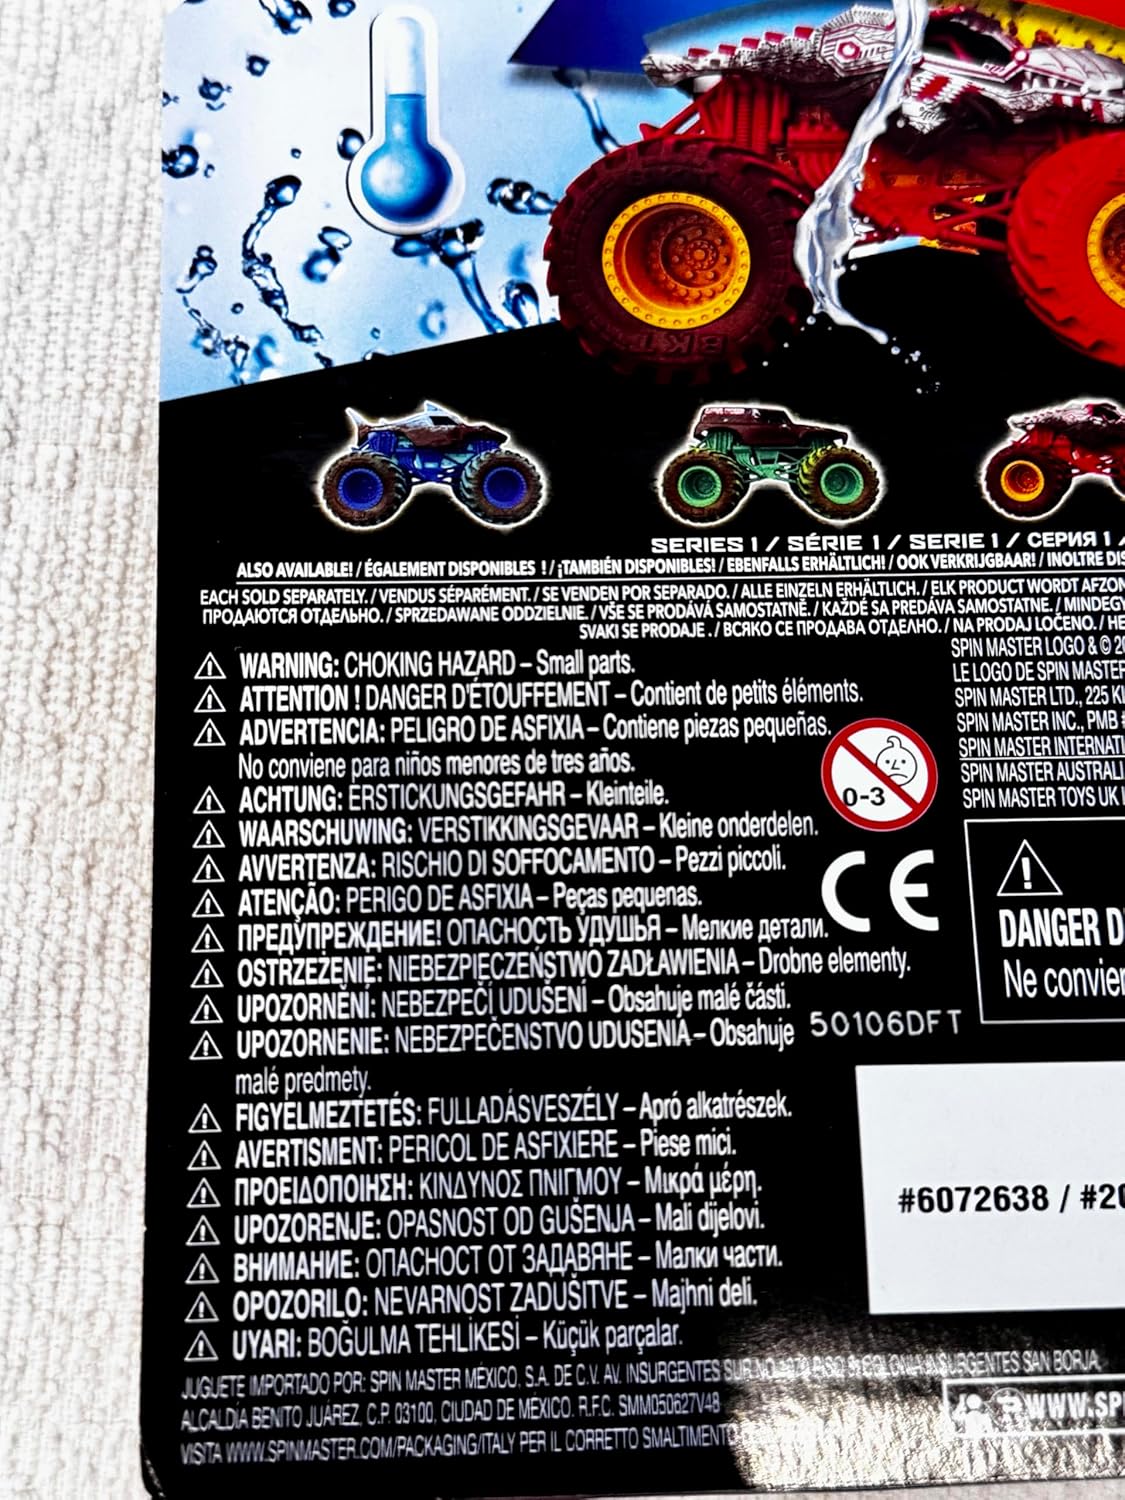 SERIES 1 / SÉRIE 1 / SERIE 1 / СЕРИЯ 1 /
ALSO AVAILABLE! / ÉGALEMENT DISPONIBLES ! / ¡TAMBIÉN DISPONIBLES! / EBENFALLS ERHÄLTLICH! / OOK VERKRIJGBAAR! / INOLTRE
EACH SOLD SEPARATELY. / VENDUS SÉPARÉMENT. / SE VENDEN POR SEPARADO. / ALLE EINZELN ERHÄLTLICH. / ELK PRODUCT WORDT
ПРОДАЮТСЯ ОТДЕЛЬНО. / SPRZEDAWANE ODDZIELNIE. / VŠE SE PRODÁVÁ SAMOSTATNĚ. / KAŽDÉ SA PREDÁVA SAMOSTATNE. / MINDEGY
SVAKI SE PRODAJE . / ВСЯКО СЕ ПРОДАВА ОТДЕЛНО. / NA PRODAJ LOČENO. /
⚠ WARNING: CHOKING HAZARD – Small parts.
⚠ ATTENTION ! DANGER D'ÉTOUFFEMENT – Contient de petits éléments.
⚠ ADVERTENCIA: PELIGRO DE ASFIXIA – Contiene piezas pequeñas.
No conviene para niños menores de tres años.
⚠ ACHTUNG: ERSTICKUNGSGEFAHR – Kleinteile.
⚠ WAARSCHUWING: VERSTIKKINGSGEVAAR – Kleine onderdelen.
⚠ AVVERTENZA: RISCHIO DI SOFFOCAMENTO – Pezzi piccoli.
⚠ ATENÇÃO: PERIGO DE ASFIXIA – Peças pequenas.
⚠ ПРЕДУПРЕЖДЕНИЕ! ОПАСНОСТЬ УДУШЬЯ – Мелкие детали.
⚠ OSTRZEŻENIE: NIEBEZPIECZEŃSTWO ZADŁAWIENIA – Drobne elementy.
⚠ UPOZORNĚNÍ: NEBEZPEČÍ UDUŠENÍ – Obsahuje malé části.
⚠ UPOZORNENIE: NEBEZPEČENSTVO UDUSENIA – Obsahuje
malé predmety.
⚠ FIGYELMEZTETÉS: FULLADÁSVESZÉLY – Apró alkatrészek.
⚠ AVERTISMENT: PERICOL DE ASFIXIERE – Piese mici.
⚠ ΠΡΟΕΙΔΟΠΟΙΗΣΗ: ΚΙΝΔΥΝΟΣ ΠΝΙΓΜΟΥ – Μικρά μέρη.
⚠ UPOZORENJE: OPASNOST OD GUŠENJA – Mali dijelovi.
⚠ ВНИМАНИЕ: ОПАСНОСТ ОТ ЗАДАВЯНЕ – Малки части.
⚠ OPOZORILO: NEVARNOST ZADUŠITVE – Majhni deli.
⚠ UYARI: BOĞULMA TEHLİKESİ – Küçük parçalar.
JUGUETE IMPORTADO POR: SPIN MASTER MÉXICO, S.A. DE C.V. AV. INSURGENTES SUR INSURGENTES SAN BORJA,
ALCALDÍA BENITO JUÁREZ, C.P. 03100, CIUDAD DE MÉXICO. R.F.C. SMM050627V48
VISITA WWW.SPINMASTER.COM/PACKAGING/ITALY PER IL CORRETTO
SPIN MASTER LOGO & ©
LE LOGO DE SPIN MASTER
SPIN MASTER LTD., 225
SPIN MASTER INC., PMB
SPIN MASTER
SPIN MASTER
SPIN MASTER TOYS UK
0-3
CE
50106DFT
DANGER
Ne
#6072638 /
WWW.